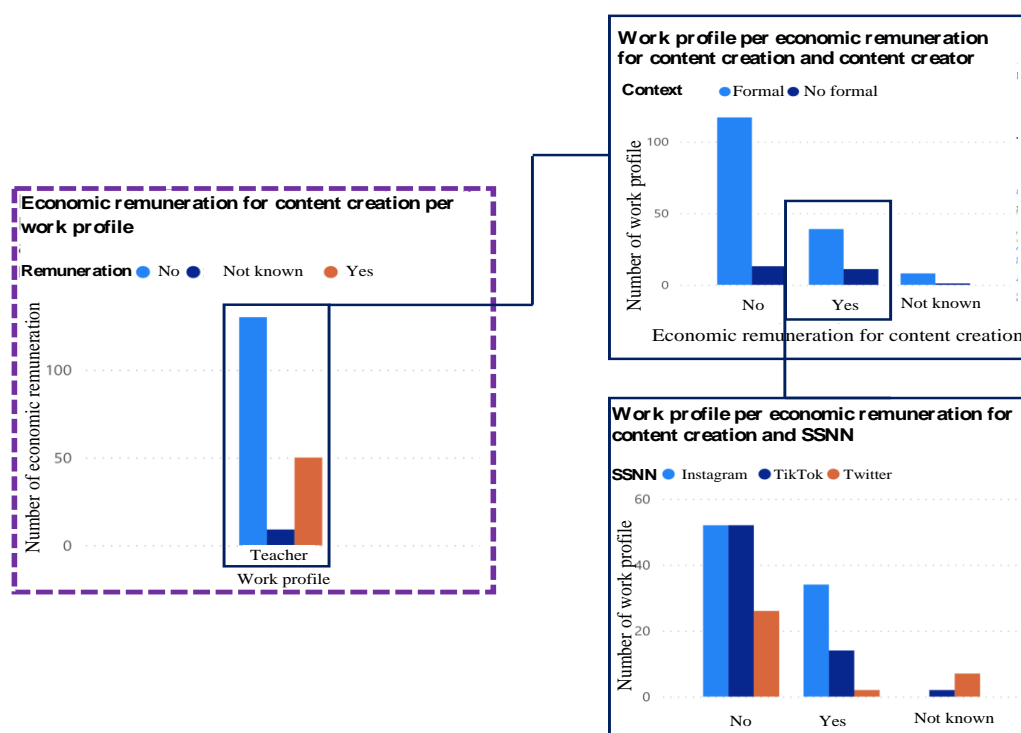 Economic remuneration for content creation per
work profile
Remuneration No Not known Yes
Number of economic remuneration
100
50
0
Teacher
Work profile
Work profile per economic remuneration
for content creation and content creator
Context Formal No formal
Number of work profile
100
50
0
No Yes Not known
Economic remuneration for content creation
Work profile per economic remuneration for
content creation and SSNN
SSNN Instagram TikTok Twitter
Number of work profile
60
40
20
0
No Yes Not known